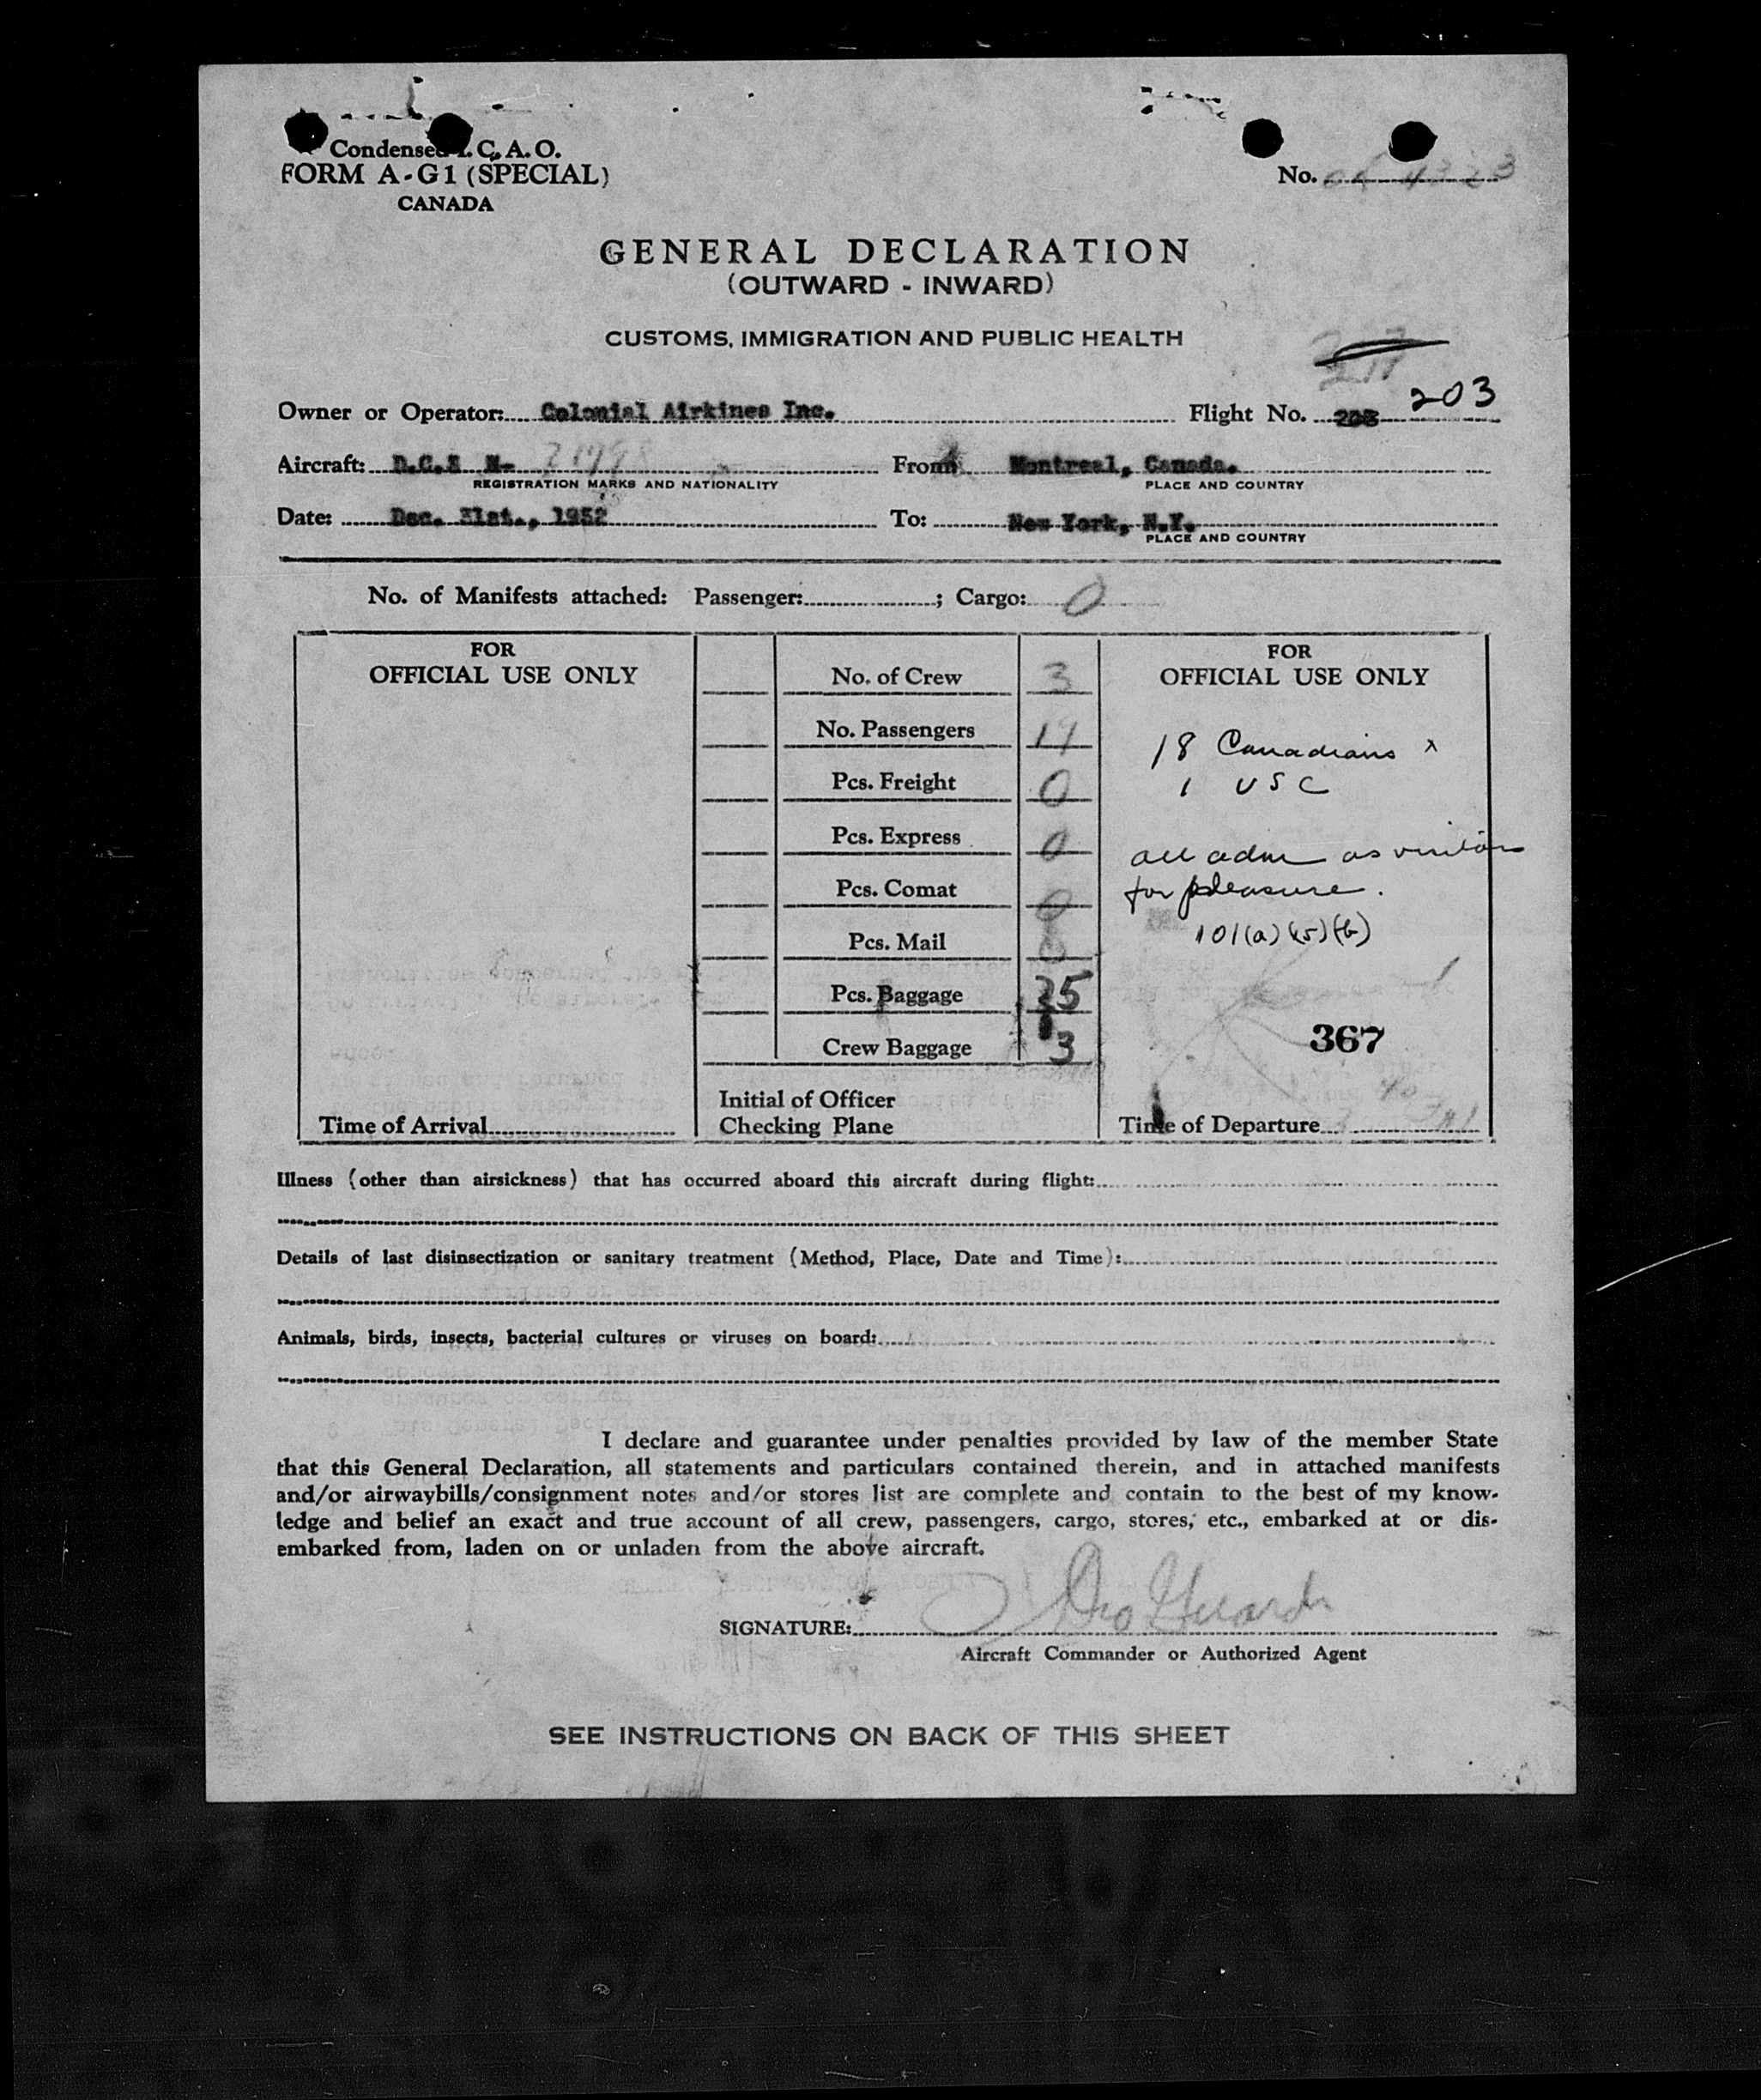 Condensed I.C.A.O.
FORM A-G1 (SPECIAL)
CANADA
No.
GENERAL DECLARATION
(OUTWARD - INWARD)
CUSTOMS, IMMIGRATION AND PUBLIC HEALTH
Owner or Operator: Colonial Airkines Inc. Flight No. 203
Aircraft: D.C.3 N- From Montreal, Canada.
REGISTRATION MARKS AND NATIONALITY PLACE AND COUNTRY
Date: Dec. 31st., 1952 To: New York, N.Y.
PLACE AND COUNTRY
No. of Manifests attached: Passenger: ; Cargo: 0
FOR
OFFICIAL USE ONLY
Time of Arrival
No. of Crew 3
No. Passengers 19
Pcs. Freight 0
Pcs. Express 0
Pcs. Comat 0
Pcs. Mail 0
Pcs. Baggage 25
Crew Baggage 3
Initial of Officer
Checking Plane
FOR
OFFICIAL USE ONLY
18 Canadians x
1 USC
all adm as visitors
for pleasure.
101(a)(15)(b)
367
Time of Departure
Illness (other than airsickness) that has occurred aboard this aircraft during flight:
Details of last disinsectization or sanitary treatment (Method, Place, Date and Time):
Animals, birds, insects, bacterial cultures or viruses on board:
I declare and guarantee under penalties provided by law of the member State
that this General Declaration, all statements and particulars contained therein, and in attached manifests
and/or airwaybills/consignment notes and/or stores list are complete and contain to the best of my know-
ledge and belief an exact and true account of all crew, passengers, cargo, stores, etc., embarked at or dis-
embarked from, laden on or unladen from the above aircraft.
SIGNATURE:
Aircraft Commander or Authorized Agent
SEE INSTRUCTIONS ON BACK OF THIS SHEET